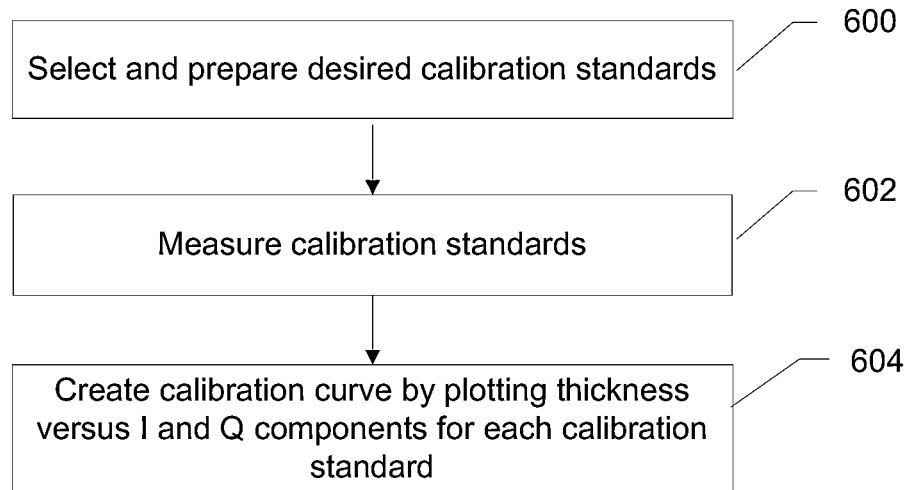 600
Select and prepare desired calibration standards
602
Measure calibration standards
604
Create calibration curve by plotting thickness
versus I and Q components for each calibration
standard